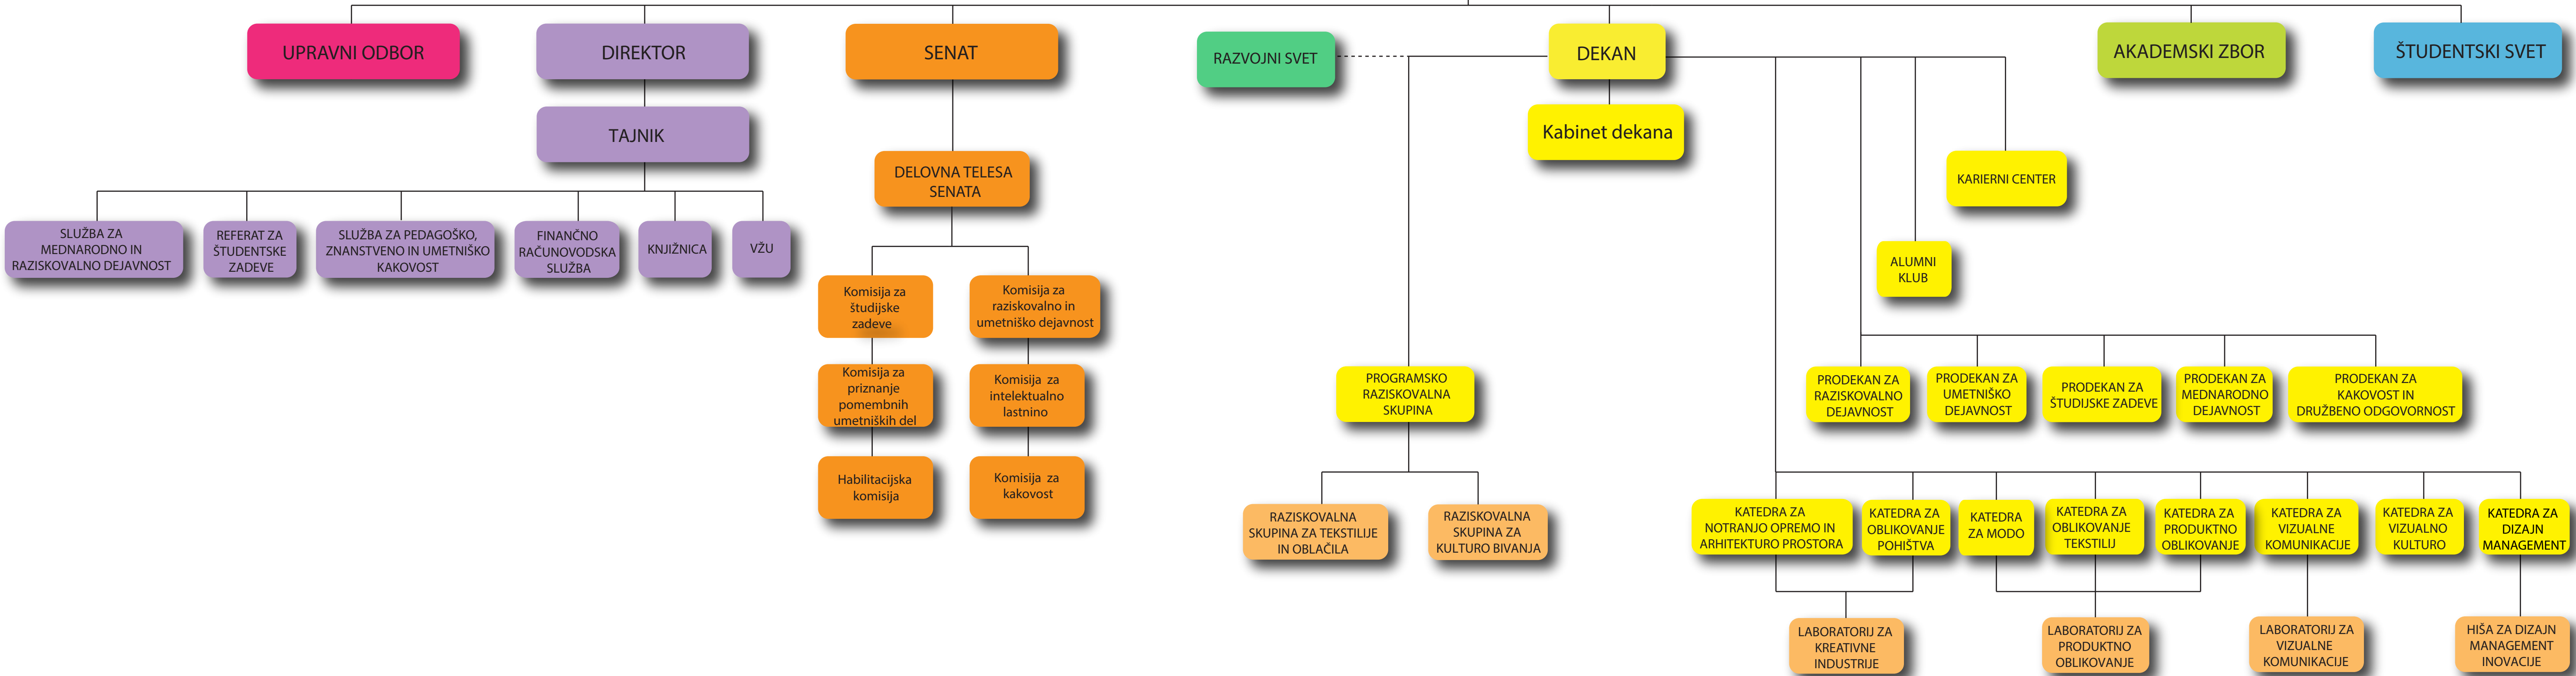 UPRAVNI ODBOR
DIREKTOR
SENAT
RAZVOJNI SVET
DEKAN
AKADEMSKI ZBOR
ŠTUDENTSKI SVET
TAJNIK
Kabinet dekana
DELOVNA TELESA
SENATA
KARIERNI CENTER
SLUŽBA ZA
MEDNARODNO IN
RAZISKOVALNO DEJAVNOST
REFERAT ZA
ŠTUDENTSKE
ZADEVE
SLUŽBA ZA PEDAGOŠKO,
ZNANSTVENO IN UMETNIŠKO
KAKOVOST
FINANČNO
RAČUNOVODSKA
SLUŽBA
KNJIŽNICA
VŽU
ALUMNI
KLUB
Komisija za
študijske
zadeve
Komisija za
raziskovalno in
umetniško dejavnost
Komisija za
priznanje
pomembnih
umetniških del
Komisija za
intelektualno
lastnino
Habilitacijska
komisija
Komisija za
kakovost
PROGRAMSKO
RAZISKOVALNA
SKUPINA
PRODEKAN ZA
RAZISKOVALNO
DEJAVNOST
PRODEKAN ZA
UMETNIŠKO
DEJAVNOST
PRODEKAN ZA
ŠTUDIJSKE ZADEVE
PRODEKAN ZA
MEDNARODNO
DEJAVNOST
PRODEKAN ZA
KAKOVOST IN
DRUŽBENO ODGOVORNOST
RAZISKOVALNA
SKUPINA ZA TEKSTILIJE
IN OBLAČILA
RAZISKOVALNA
SKUPINA ZA
KULTURO BIVANJA
KATEDRA ZA
NOTRANJO OPREMO IN
ARHITEKTURO PROSTORA
KATEDRA ZA
OBLIKOVANJE
POHIŠTVA
KATEDRA
ZA MODO
KATEDRA ZA
OBLIKOVANJE
TEKSTILIJ
KATEDRA ZA
PRODUKTNO
OBLIKOVANJE
KATEDRA ZA
VIZUALNE
KOMUNIKACIJE
KATEDRA ZA
VIZUALNO
KULTURO
KATEDRA ZA
DIZAJN
MANAGEMENT
LABORATORIJ ZA
KREATIVNE
INDUSTRIJE
LABORATORIJ ZA
PRODUKTNO
OBLIKOVANJE
LABORATORIJ ZA
VIZUALNE
KOMUNIKACIJE
HIŠA ZA DIZAJN
MANAGEMENT
INOVACIJE